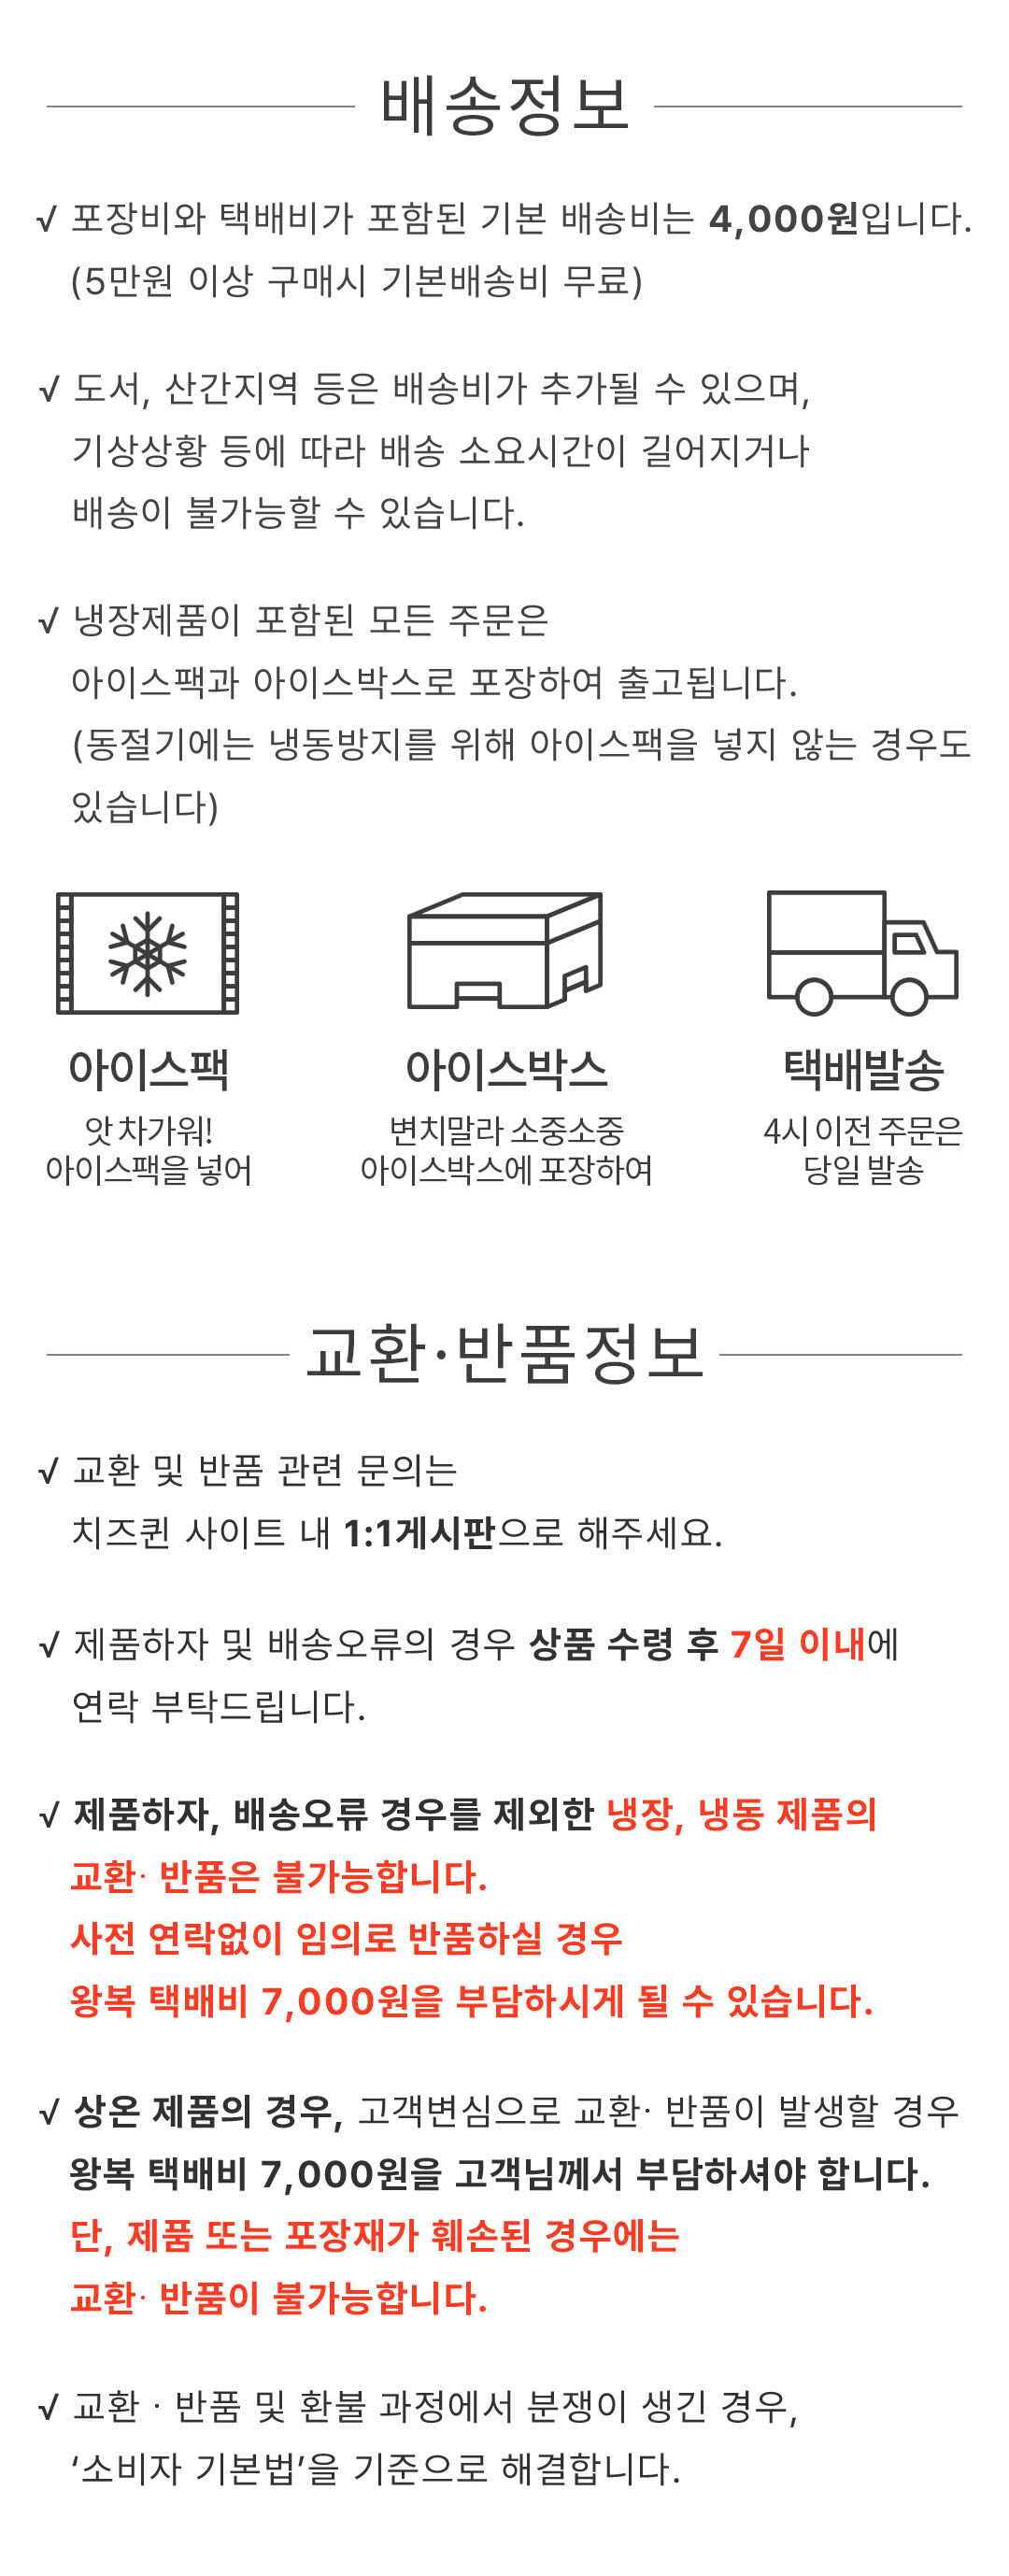 배송정보
√ 포장비와 택배비가 포함된 기본 배송비는 4,000원입니다.
(5만원 이상 구매시 기본배송비 무료)
√ 도서, 산간지역 등은 배송비가 추가될 수 있으며,
기상상황 등에 따라 배송 소요시간이 길어지거나
배송이 불가능할 수 있습니다.
√ 냉장제품이 포함된 모든 주문은
아이스팩과 아이스박스로 포장하여 출고됩니다.
(동절기에는 냉동방지를 위해 아이스팩을 넣지 않는 경우도
있습니다)
아이스팩
앗 차가워!
아이스팩을 넣어
아이스박스
변치말라 소중소중
아이스박스에 포장하여
택배발송
4시 이전 주문은
당일 발송
교환·반품정보
√ 교환 및 반품 관련 문의는
치즈퀸 사이트 내 1:1게시판으로 해주세요.
√ 제품하자 및 배송오류의 경우 상품 수령 후 7일 이내에
연락 부탁드립니다.
√ 제품하자, 배송오류 경우를 제외한 냉장, 냉동 제품의
교환· 반품은 불가능합니다.
사전 연락없이 임의로 반품하실 경우
왕복 택배비 7,000원을 부담하시게 될 수 있습니다.
√ 상온 제품의 경우, 고객변심으로 교환· 반품이 발생할 경우
왕복 택배비 7,000원을 고객님께서 부담하셔야 합니다.
단, 제품 또는 포장재가 훼손된 경우에는
교환· 반품이 불가능합니다.
√ 교환 · 반품 및 환불 과정에서 분쟁이 생긴 경우,
‘소비자 기본법’을 기준으로 해결합니다.